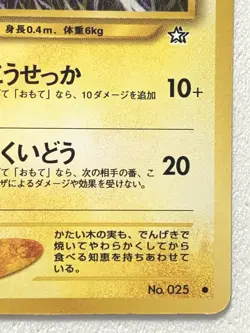 身長0.4m、体重6kg
こうせっか
10+
て「おもて」なら、10ダメージを追加
くいどう
20
て「おもて」なら、次の相手の番、こ
ザによるダメージや効果を受けない。
かたい木の実も、でんげきで
焼いてやわらかくしてから
食べる知恵を持ちあわせて
いる。
No. 025 ●